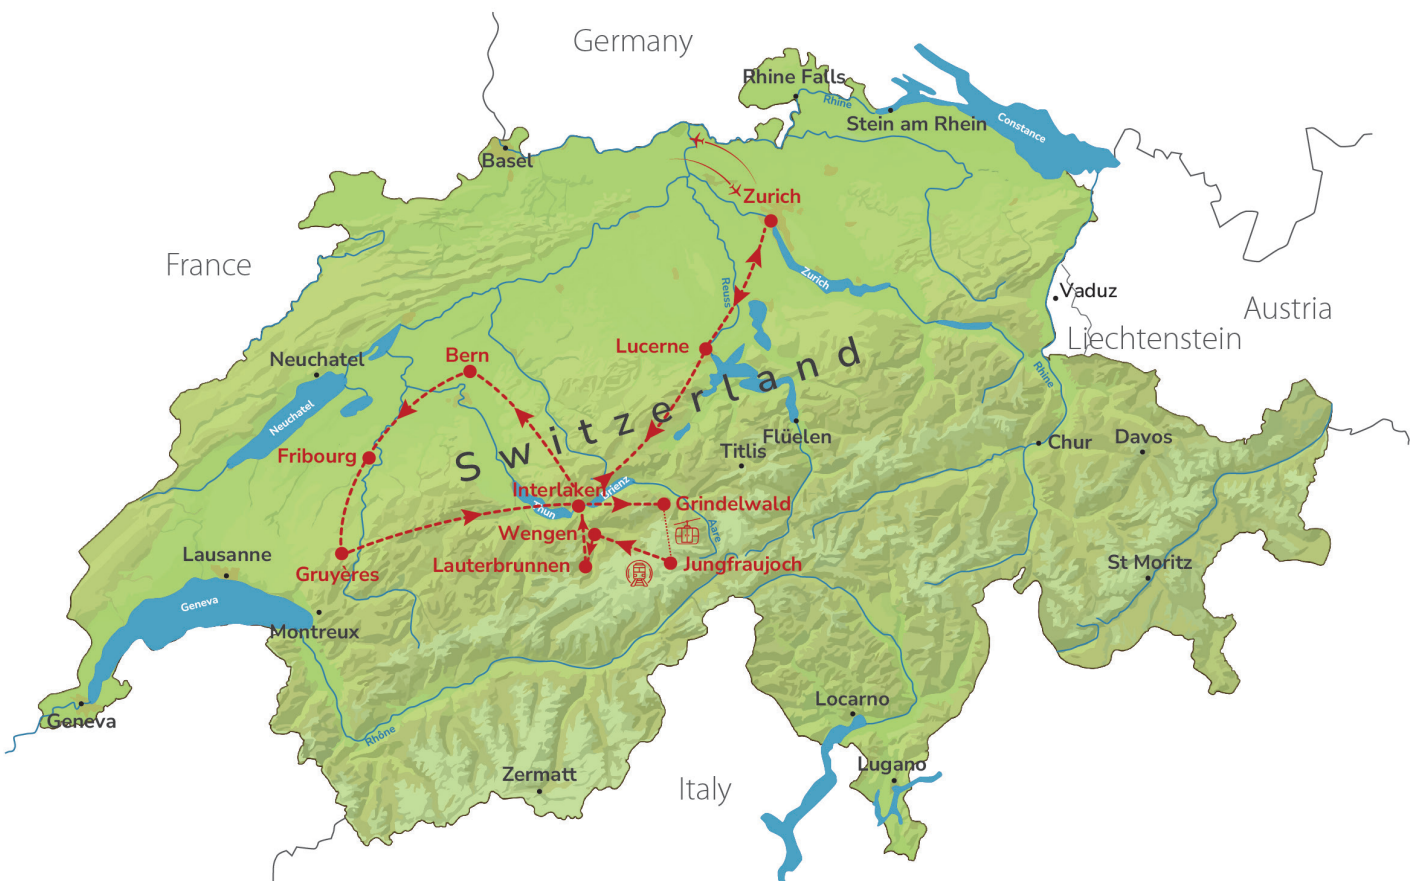 Germany
Rhine Falls
Rhine
Stein am Rhein
Constance
Basel
Zurich
France
Zurich
Reuss
Vaduz
Austria
Liechtenstein
Neuchatel
Bern
Lucerne
Switzerland
Rhine
Neuchatel
Fribourg
Titlis
Flüelen
Chur
Davos
Interlaken
Brienz
Thun
Grindelwald
Wengen
Aare
Lausanne
Lauterbrunnen
Jungfraujoch
St Moritz
Gruyères
Geneva
Montreux
Locarno
Geneva
Rhône
Zermatt
Italy
Lugano